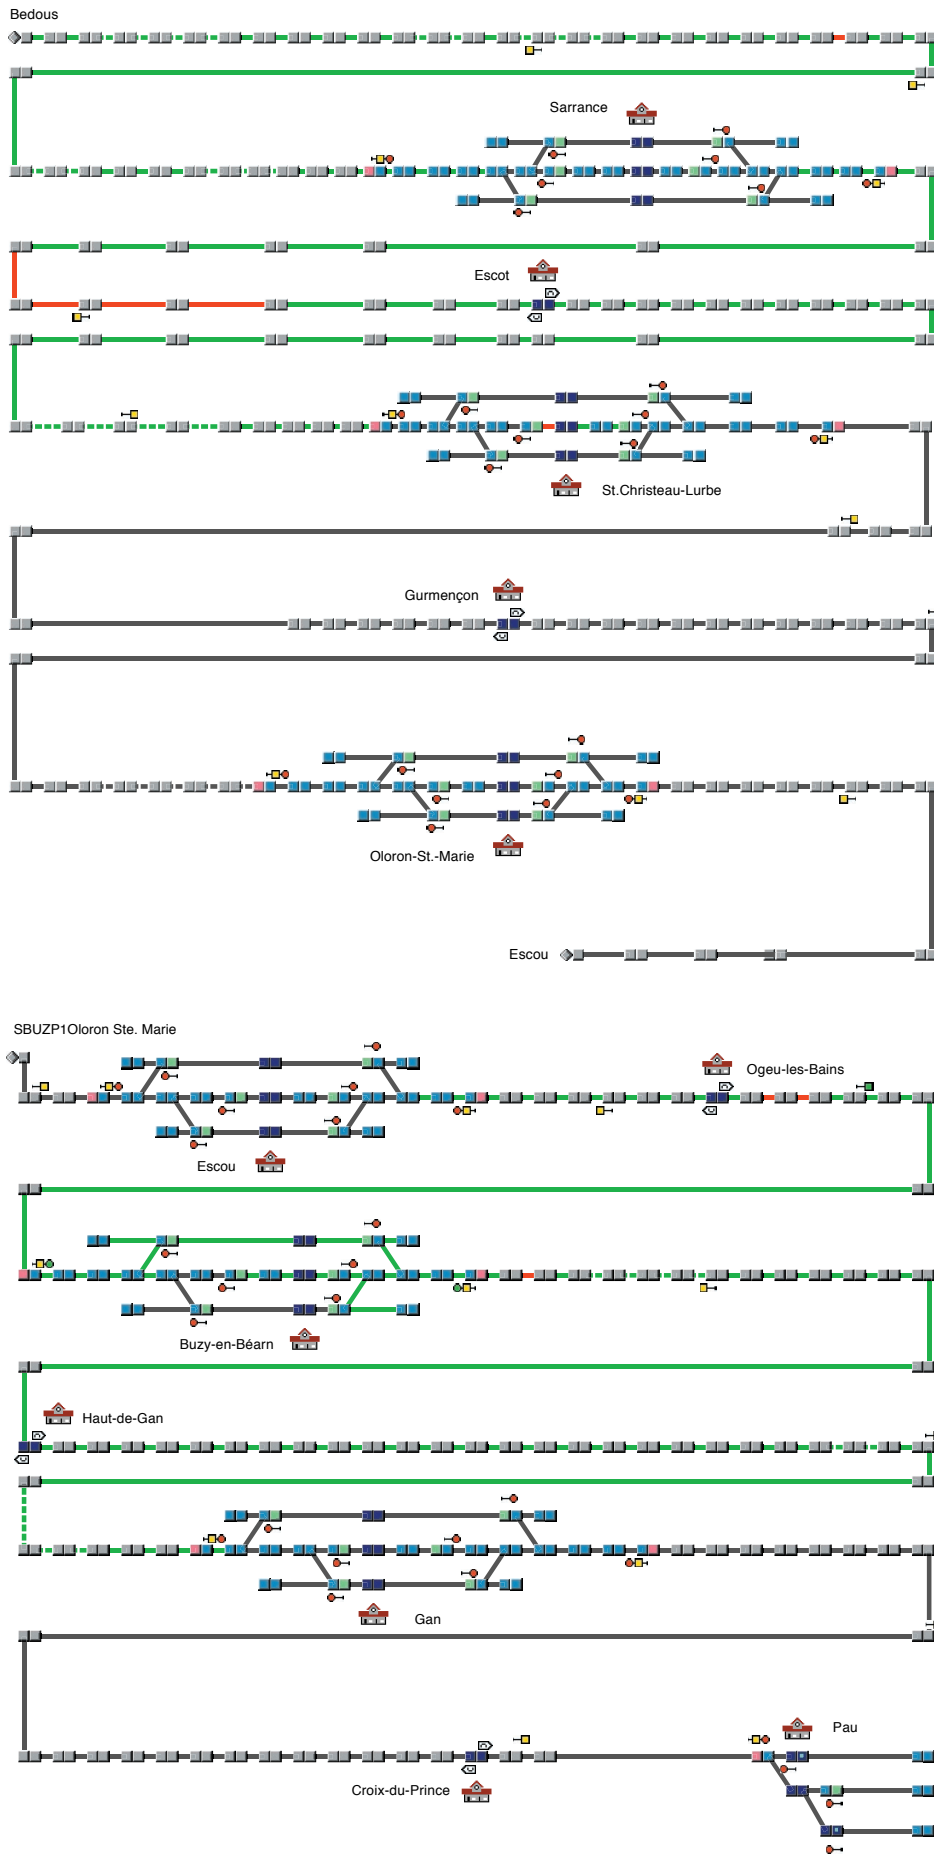 Bedous
Sarrance
Escot
St.Christeau-Lurbe
Gurmençon
Oloron-St.-Marie
Escou
SBUZP1Oloron Ste. Marie
Ogeu-les-Bains
Escou
Buzy-en-Béarn
Haut-de-Gan
Gan
Pau
Croix-du-Prince